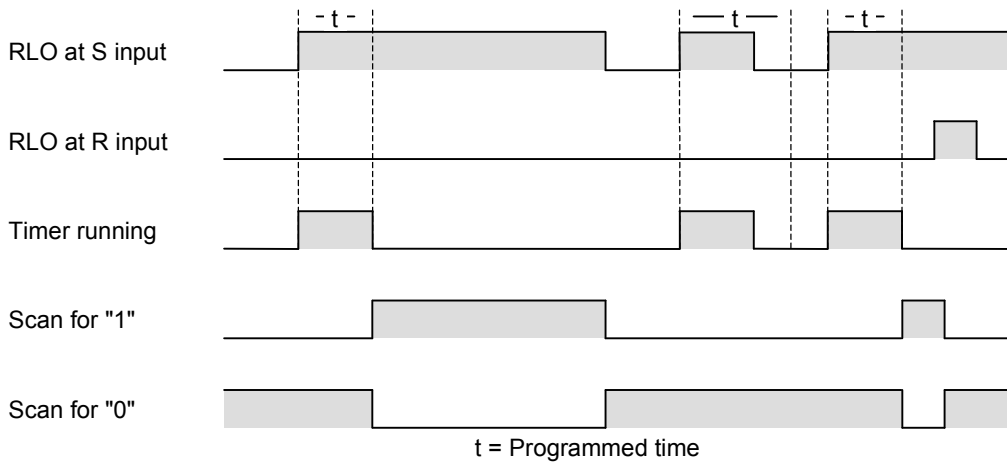 t t t
RLO at S input
RLO at R input
Timer running
Scan for "1"
Scan for "0"
t = Programmed time